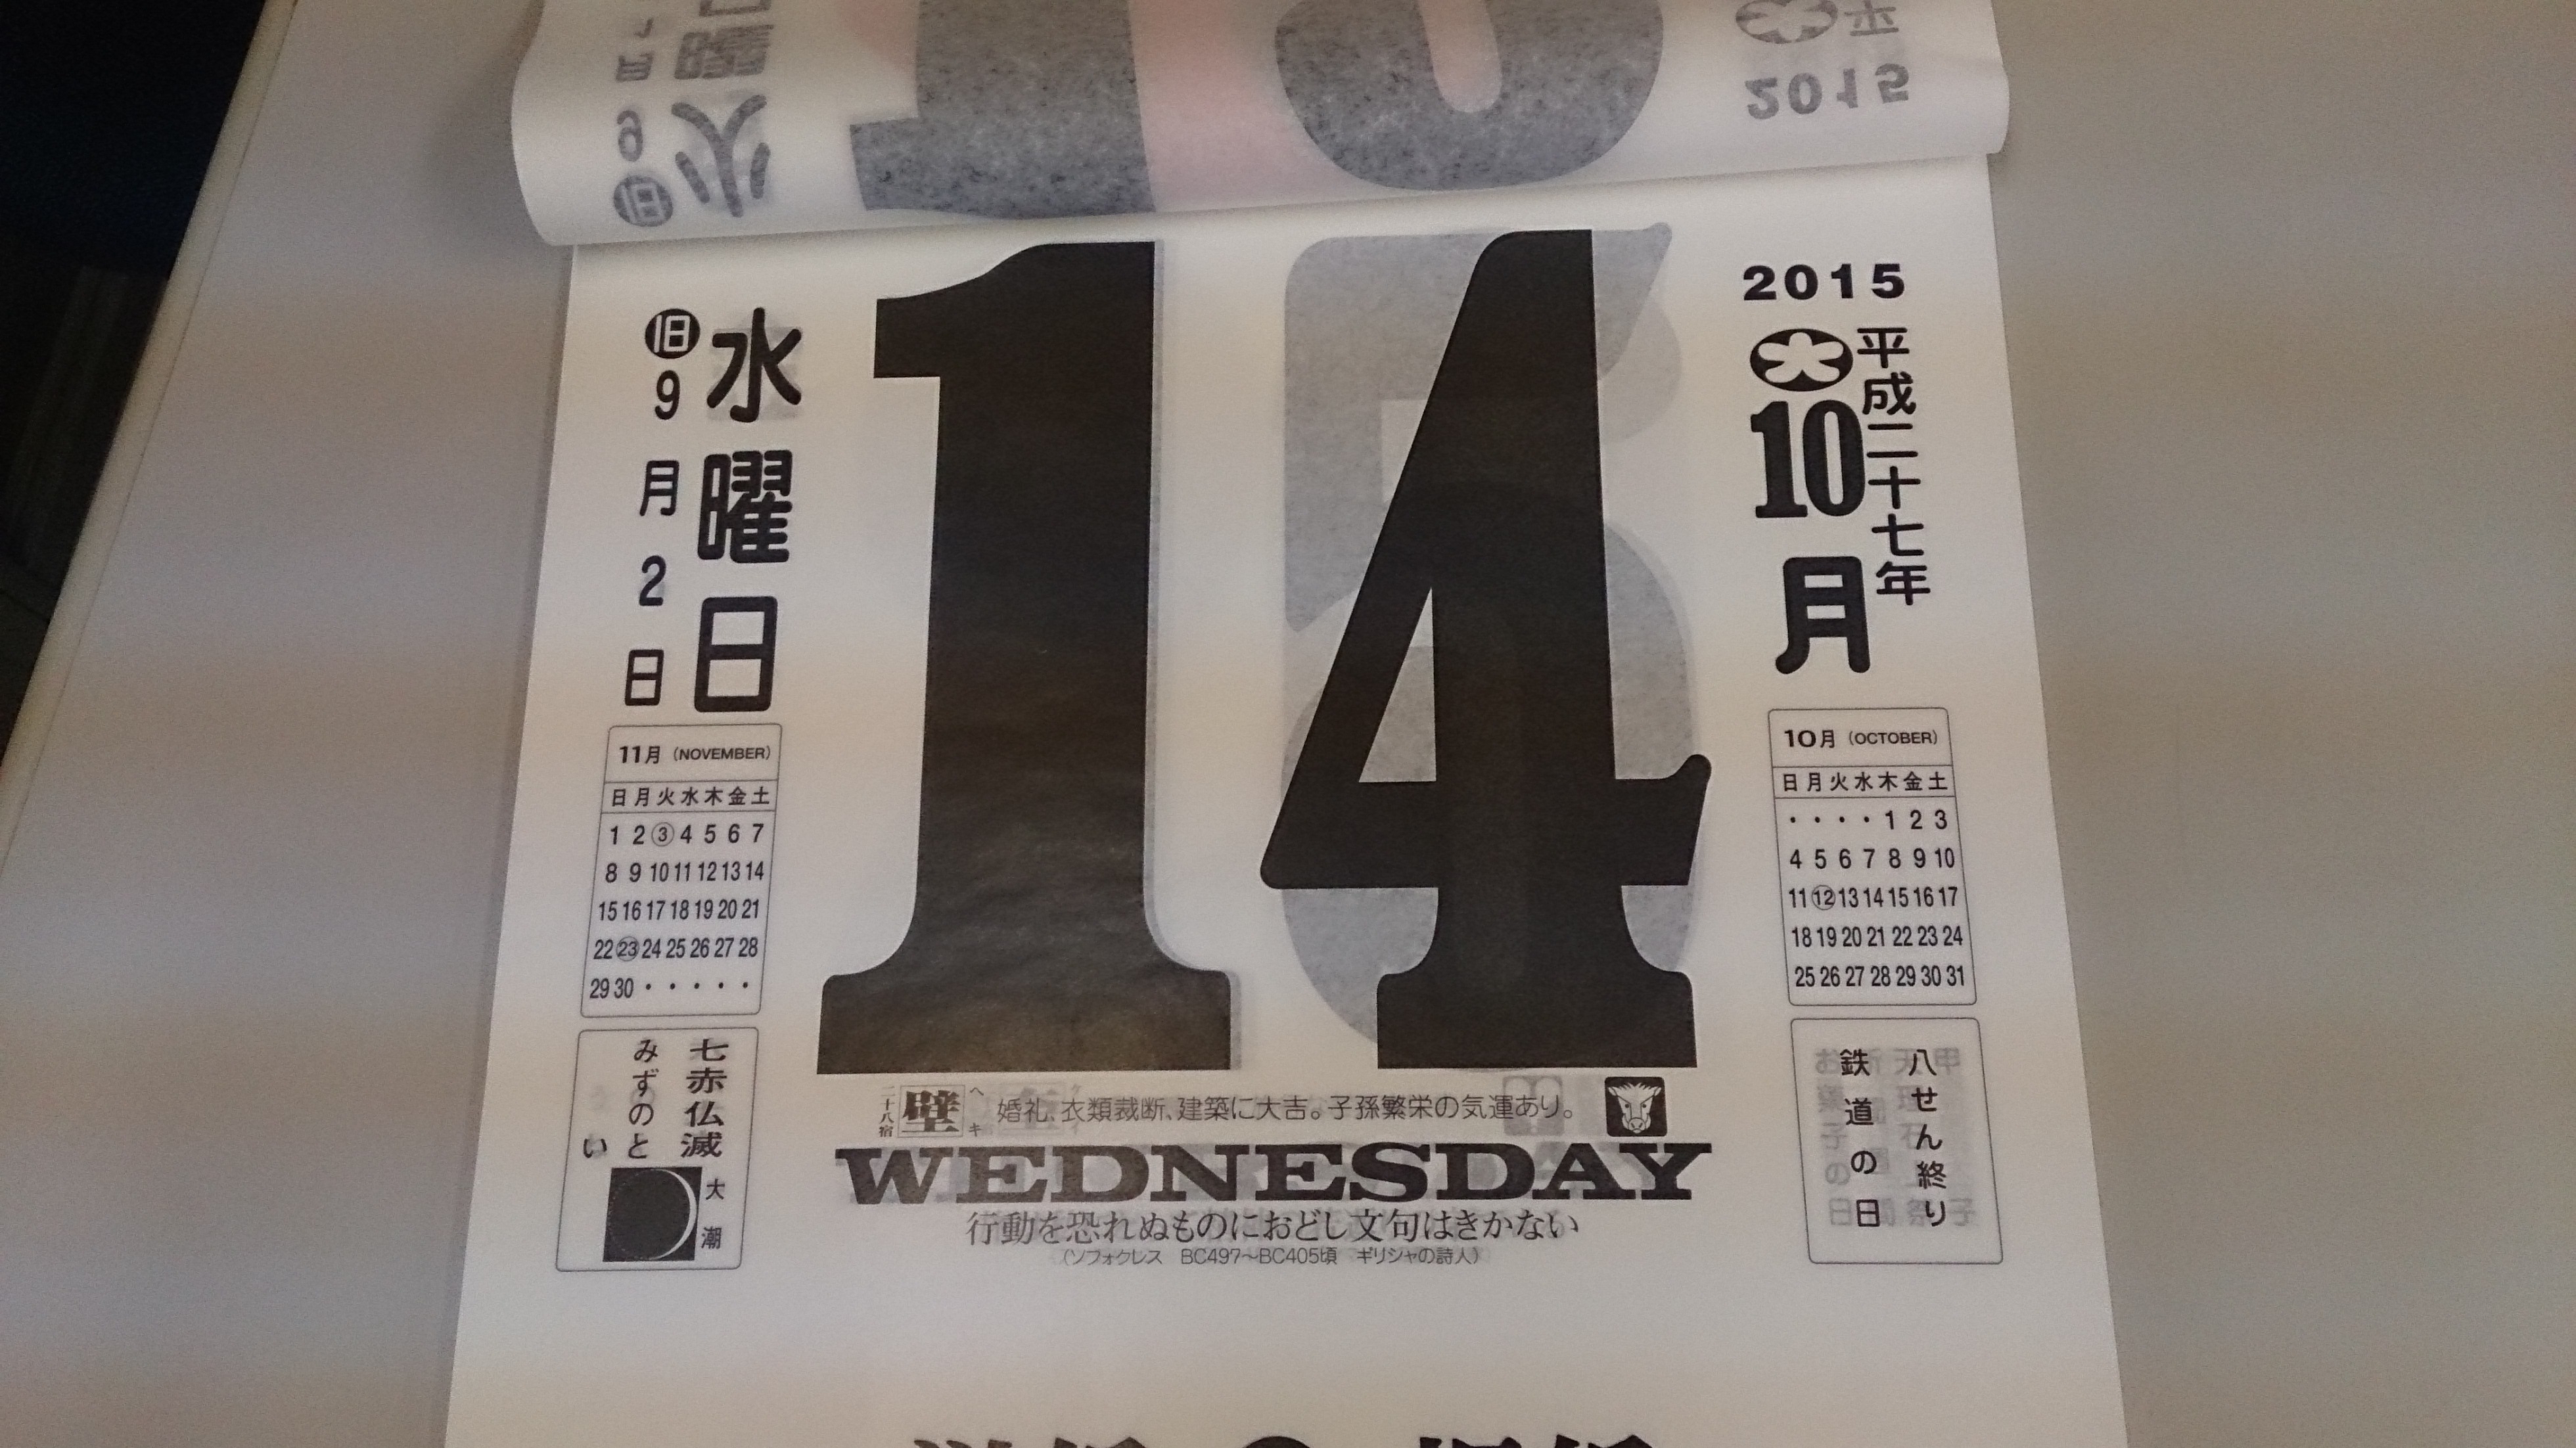 2015
平成二十七年
大
10月
14
水曜日
旧9月2日
10月 (OCTOBER)
日月火水木金土
・・・・1 2 3
4 5 6 7 8 9 10
11 12 13 14 15 16 17
18 19 20 21 22 23 24
25 26 27 28 29 30 31
11月 (NOVEMBER)
日月火水木金土
1 2 3 4 5 6 7
8 9 10 11 12 13 14
15 16 17 18 19 20 21
22 23 24 25 26 27 28
29 30・・・・・
八せん終り
鉄道の日
七赤仏滅
みずのと
い
大潮
二十八宿
壁
ヘキ
婚礼、衣類裁断、建築に大吉。子孫繁栄の気運あり。
WEDNESDAY
行動を恐れぬものにおどし文句はきかない
(ソフォクレス BC497〜BC405頃 ギリシャの詩人)
2015
平
大
火曜日
旧9月